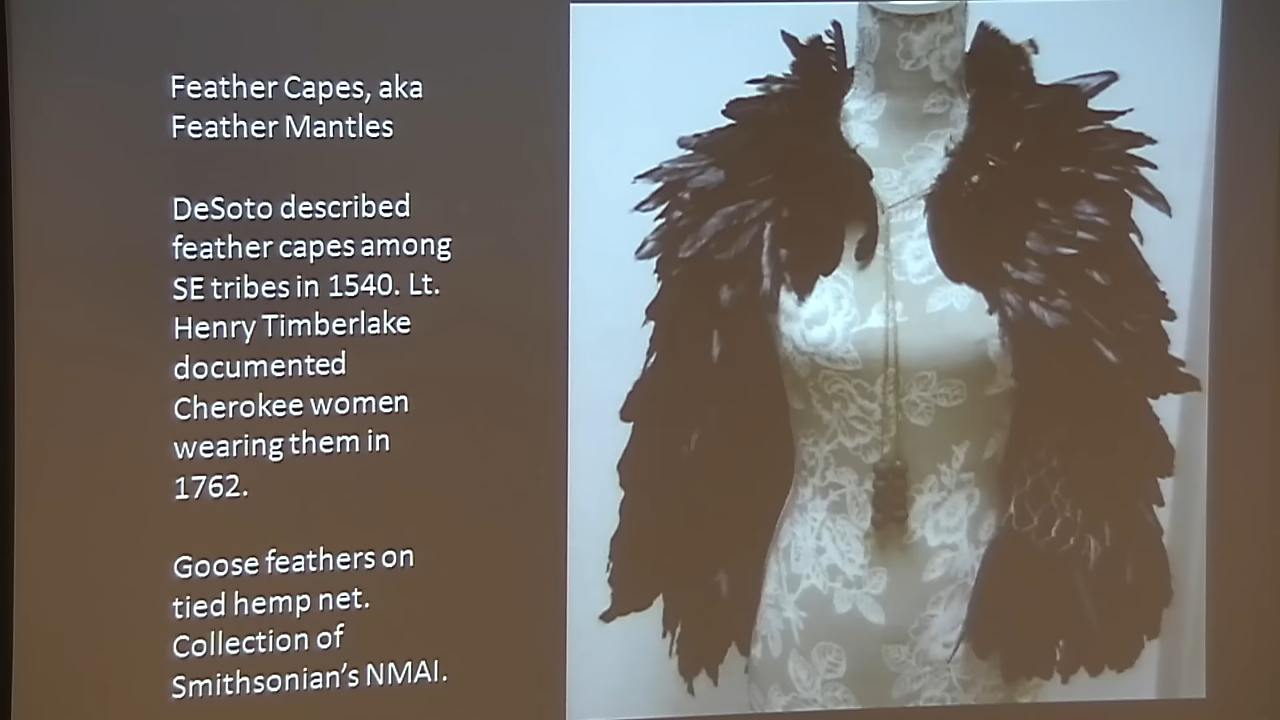 Feather Capes, aka
Feather Mantles
DeSoto described
feather capes among
SE tribes in 1540. Lt.
Henry Timberlake
documented
Cherokee women
wearing them in
1762.
Goose feathers on
tied hemp net.
Collection of
Smithsonian's NMAI.